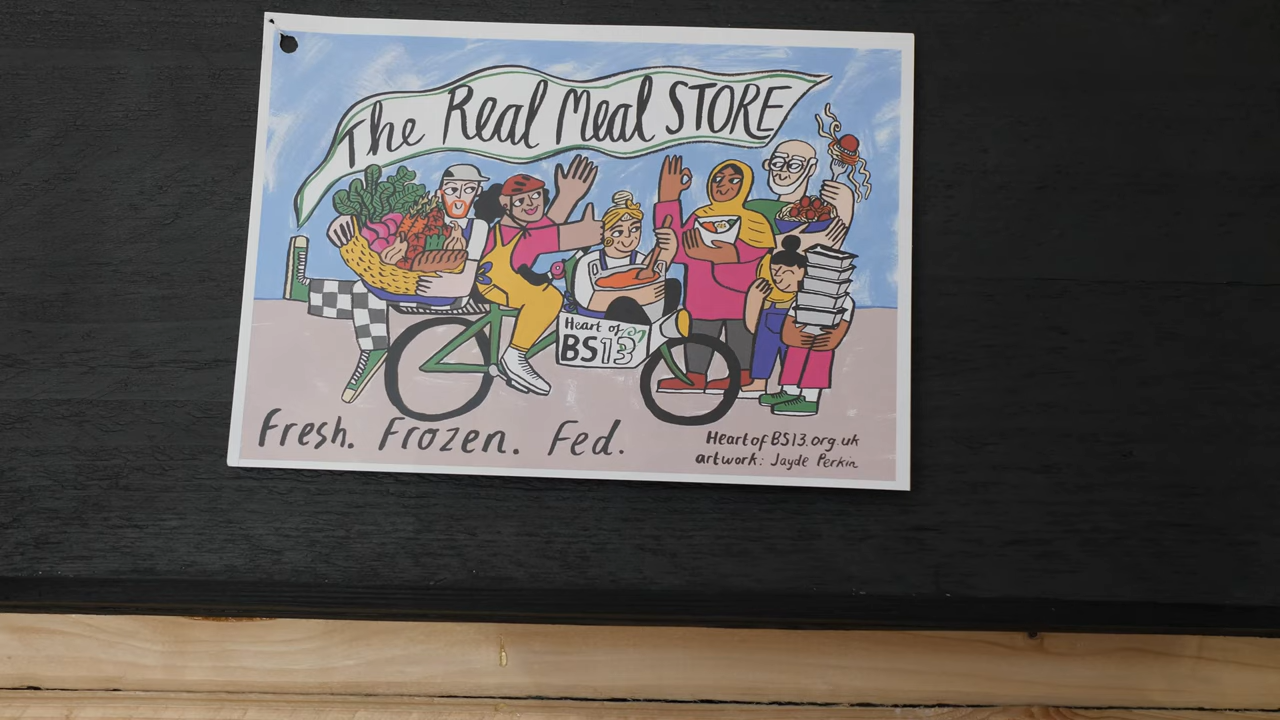 The Real Meal STORE
Heart of
BS13
Fresh. Frozen. Fed.
HeartofBS13.org.uk
artwork: Jayde Perkin